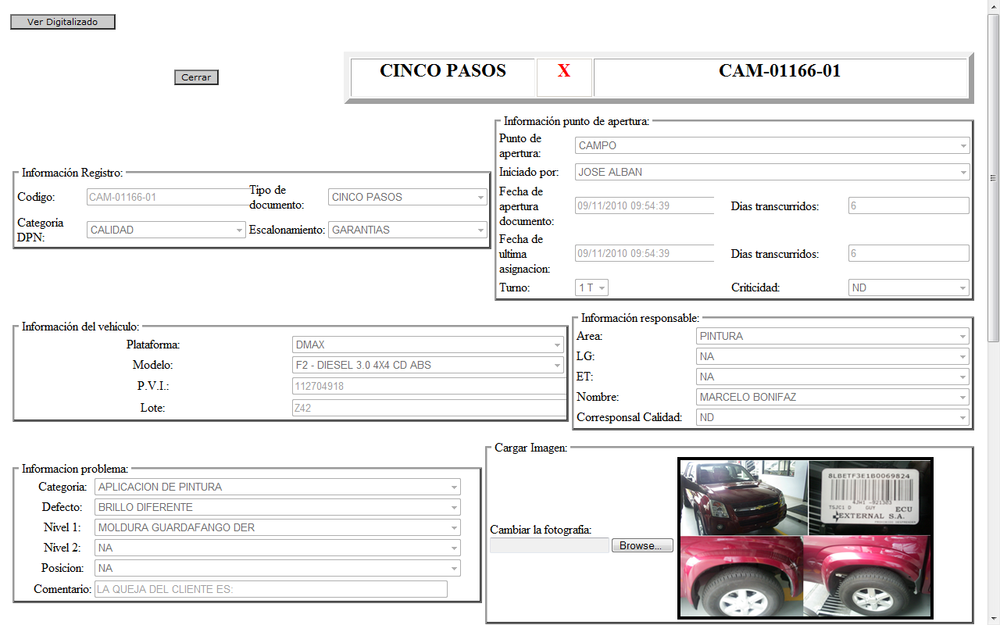 Ver Digitalizado
Cerrar
CINCO PASOS X CAM-01166-01
Información punto de apertura:
Punto de apertura: CAMPO
Iniciado por: JOSE ALBAN
Fecha de apertura documento: 09/11/2010 09:54:39 Dias transcurridos: 6
Fecha de ultima asignacion: 09/11/2010 09:54:39 Dias transcurridos: 6
Turno: 1 T Criticidad: ND
Información Registro:
Codigo: CAM-01166-01 Tipo de documento: CINCO PASOS
Categoria DPN: CALIDAD Escalonamiento: GARANTIAS
Información del vehiculo:
Plataforma: DMAX
Modelo: F2 - DIESEL 3.0 4X4 CD ABS
P.V.I.: 112704918
Lote: Z42
Información responsable:
Area: PINTURA
LG: NA
ET: NA
Nombre: MARCELO BONIFAZ
Corresponsal Calidad: ND
Informacion problema:
Categoria: APLICACION DE PINTURA
Defecto: BRILLO DIFERENTE
Nivel 1: MOLDURA GUARDAFANGO DER
Nivel 2: NA
Posicion: NA
Comentario: LA QUEJA DEL CLIENTE ES:
Cargar Imagen:
Cambiar la fotografía:
Browse...
8LBETF3E1B0069824
TSJC1 D GUY ECU
EXTERNAL S.A.